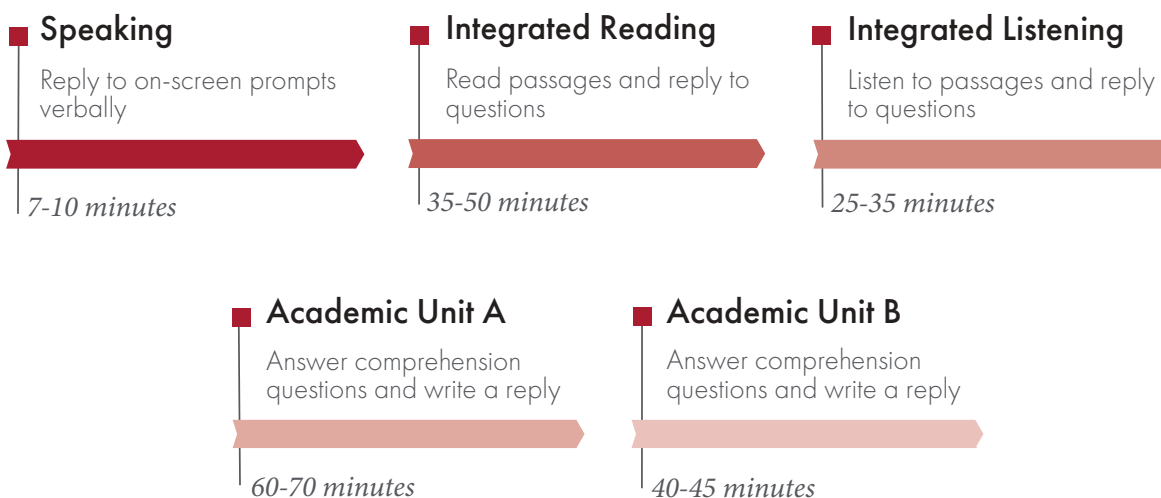 Speaking
Reply to on-screen prompts
verbally
7-10 minutes
Integrated Reading
Read passages and reply to
questions
35-50 minutes
Integrated Listening
Listen to passages and reply
to questions
25-35 minutes
Academic Unit A
Answer comprehension
questions and write a reply
60-70 minutes
Academic Unit B
Answer comprehension
questions and write a reply
40-45 minutes